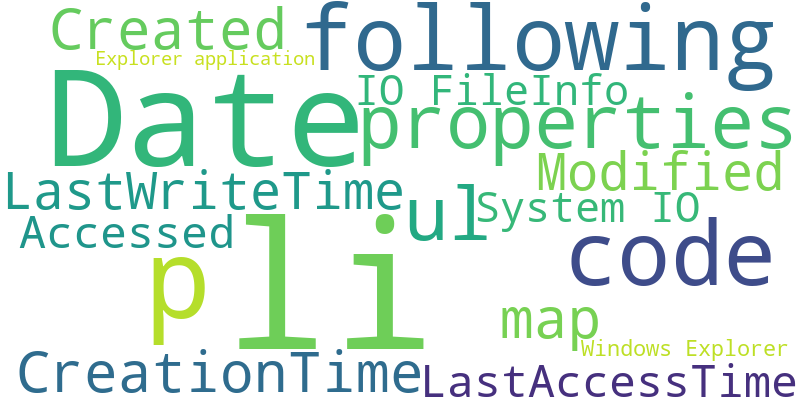 Created
following
Explorer application
Date
IO FileInfo
properties
Modified
LastWriteTime
ul
System IO
Accessed
code
p
li
map
Windows Explorer
CreationTime
LastAccessTime